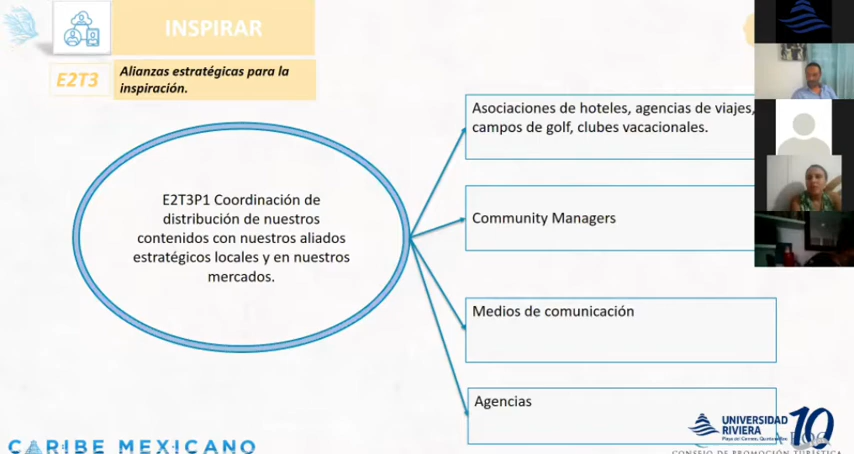 INSPIRAR
E2T3
Alianzas estratégicas para la
inspiración.
E2T3P1 Coordinación de
distribución de nuestros
contenidos con nuestros aliados
estratégicos locales y en nuestros
mercados.
Asociaciones de hoteles, agencias de viajes,
campos de golf, clubes vacacionales.
Community Managers
Medios de comunicación
Agencias
CARIBE MEXICANO
UNIVERSIDAD
RIVIERA
10
CONSEJO DE PROMOCIÓN TURÍSTICA